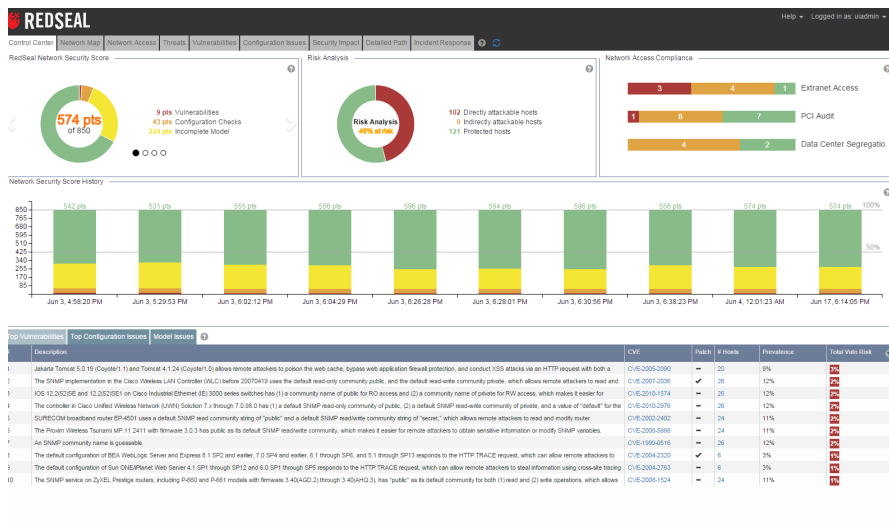 REDSEAL
Help
Logged in as: uiadmin
Control Center
Network Map
Network Access
Threats
Vulnerabilities
Configuration Issues
Security Impact
Detailed Path
Incident Response
RedSeal Network Security Score
574 pts
of 850
9 pts Vulnerabilities
43 pts Configuration Checks
224 pts Incomplete Model
Risk Analysis
Risk Analysis
46% at risk
102 Directly attackable hosts
0 Indirectly attackable hosts
121 Protected hosts
Network Access Compliance
3 4 1 Extranet Access
1 8 7 PCI Audit
4 2 Data Center Segregatio
Network Security Score History
850
765
680
595
510
425
340
255
170
85
542 pts 531 pts 555 pts 556 pts 596 pts 594 pts 596 pts 556 pts 574 pts 574 pts
100%
50%
Jun 3, 4:58:20 PM
Jun 3, 5:29:53 PM
Jun 3, 6:02:12 PM
Jun 3, 6:04:29 PM
Jun 3, 6:26:28 PM
Jun 3, 6:28:01 PM
Jun 3, 6:30:56 PM
Jun 3, 6:38:23 PM
Jun 4, 12:01:23 AM
Jun 17, 6:14:05 PM
Top Vulnerabilities
Top Configuration Issues
Model Issues
# Description CVE Patch # Hosts Prevalence Total Vuln Risk
Jakarta Tomcat 5.0.19 (Coyote/1.1) and Tomcat 4.1.24 (Coyote/1.0) allows remote attackers to poison the web cache, bypass web application firewall protection, and conduct XSS attacks via an HTTP request with both a CVE-2005-2090 20 9% 3%
The SNMP implementation in the Cisco Wireless LAN Controller (WLC) before 20070419 uses the default read-only community public, and the default read-write community private, which allows remote attackers to read and CVE-2007-2036 26 12% 2%
IOS 12.2(52)SE and 12.2(52)SE1 on Cisco Industrial Ethernet (IE) 3000 series switches has (1) a community name of public for RO access and (2) a community name of private for RW access, which makes it easier for CVE-2010-1574 26 12% 2%
The controller in Cisco Unified Wireless Network (UWN) Solution 7.x through 7.0.98.0 has (1) a default SNMP read-only community of public, (2) a default SNMP read-write community of private, and a value of "default" for the CVE-2010-2976 26 12% 2%
SURECOM broadband router EP-4501 uses a default SNMP read community string of "public" and a default SNMP read/write community string of "secret," which allows remote attackers to read and modify router CVE-2002-2402 24 11% 2%
The Proxim Wireless Tsunami MP.11 2411 with firmware 3.0.3 has public as its default SNMP read/write community, which makes it easier for remote attackers to obtain sensitive information or modify SNMP variables. 24 11% 2%
An SNMP community name is guessable. CVE-1999-0516 26 12% 2%
The default configuration of BEA WebLogic Server and Express 8.1 SP2 and earlier, 7.0 SP4 and earlier, 6.1 through SP6, and 5.1 through SP13 responds to the HTTP TRACE request, which can allow remote attackers to CVE-2004-2320 6 3% 1%
The default configuration of Sun ONE/iPlanet Web Server 4.1 SP1 through SP12 and 6.0 SP1 through SP5 responds to the HTTP TRACE request, which can allow remote attackers to steal information using cross-site tracing CVE-2004-2763 6 3% 1%
10 The SNMP service on ZyXEL Prestige routers, including P-660 and P-661 models with firmware 3.40(AGD.2) through 3.40(AHQ.3), has "public" as its default community for both (1) read and (2) write operations, which allows CVE-2008-1524 24 11% 1%